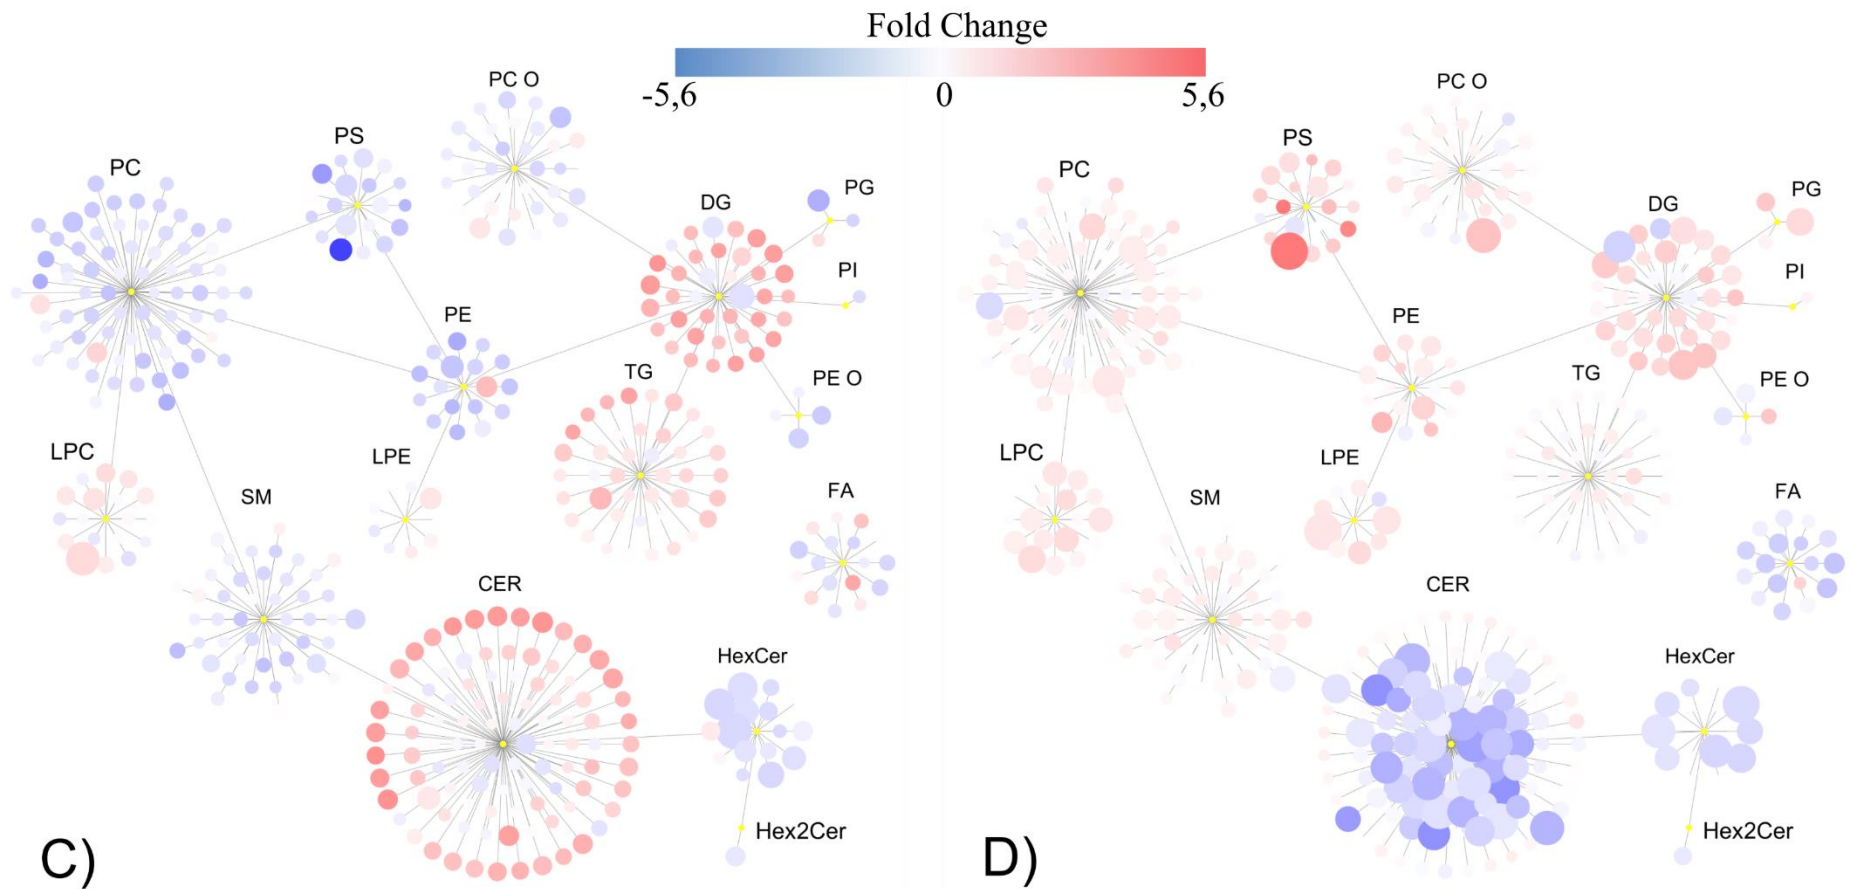 Fold Change
-5,6 0 5,6
PC O
PS
PC
PG
DG
PI
PE
TG
PE O
LPC
LPE
SM
FA
CER
HexCer
Hex2Cer
C)
PC O
PS
PC
PG
DG
PI
PE
TG
PE O
LPC
LPE
SM
FA
CER
HexCer
Hex2Cer
D)